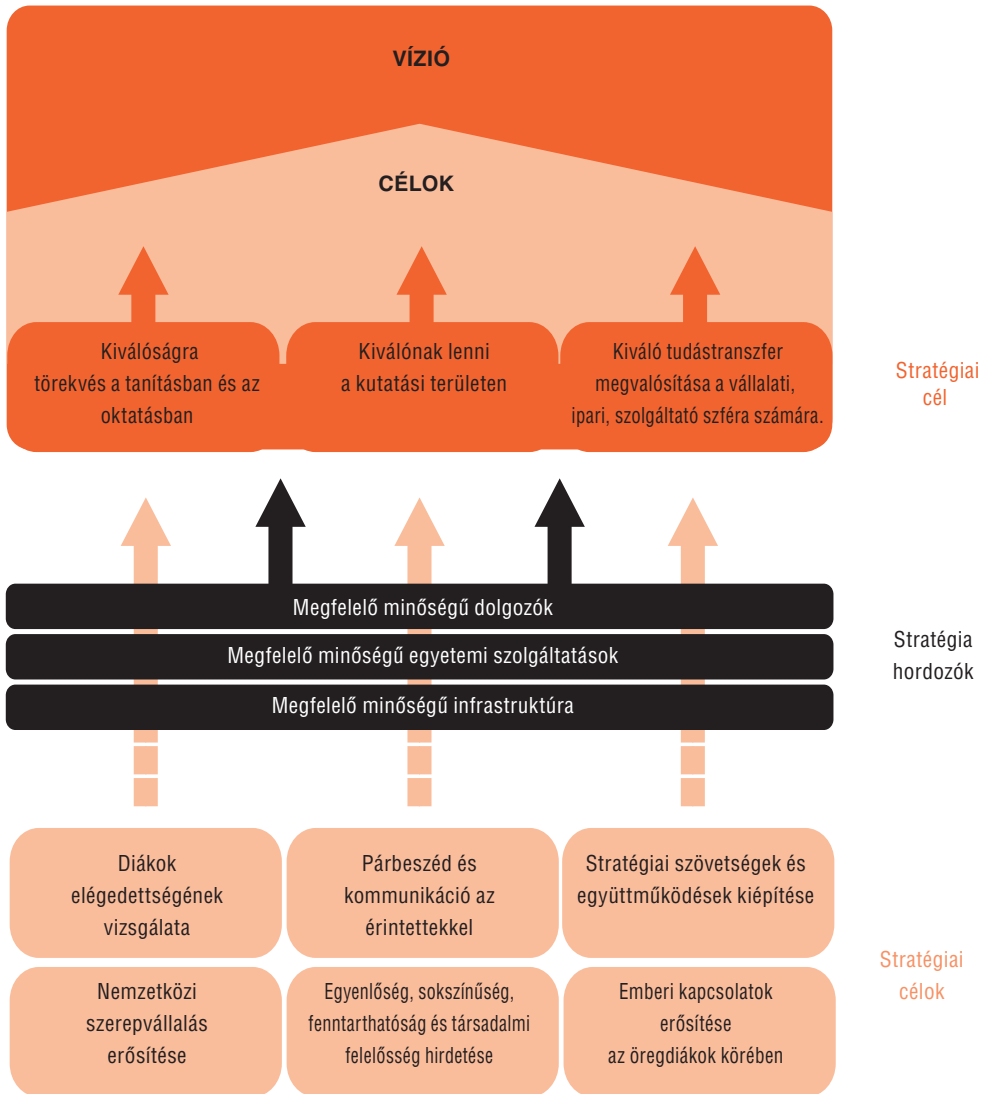 VÍZIÓ
CÉLOK
Kiválóságra
törekvés a tanításban és az
oktatásban
Kiválónak lenni
a kutatási területen
Kiváló tudástranszfer
megvalósítása a vállalati,
ipari, szolgáltató szféra számára.
Stratégiai
cél
Megfelelő minőségű dolgozók
Megfelelő minőségű egyetemi szolgáltatások
Megfelelő minőségű infrastruktúra
Stratégia
hordozók
Diákok
elégedettségének
vizsgálata
Párbeszéd és
kommunikáció az
érintettekkel
Stratégiai szövetségek és
együttműködések kiépítése
Nemzetközi
szerepvállalás
erősítése
Egyenlőség, sokszínűség,
fenntarthatóság és társadalmi
felelősség hirdetése
Emberi kapcsolatok
erősítése
az öregdiákok körében
Stratégiai
célok